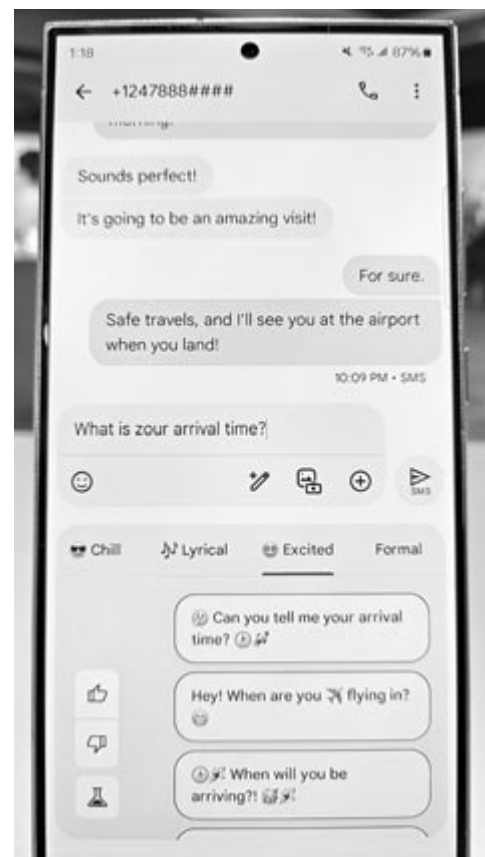 1:18
87%
+1247888####
morning!
Sounds perfect!
It's going to be an amazing visit!
For sure.
Safe travels, and I'll see you at the airport
when you land!
10:09 PM • SMS
What is zour arrival time?
SMS
😎 Chill
🎶 Lyrical
🤩 Excited
Formal
Can you tell me your arrival
time?
Hey! When are you ✈ flying in?
When will you be
arriving?!